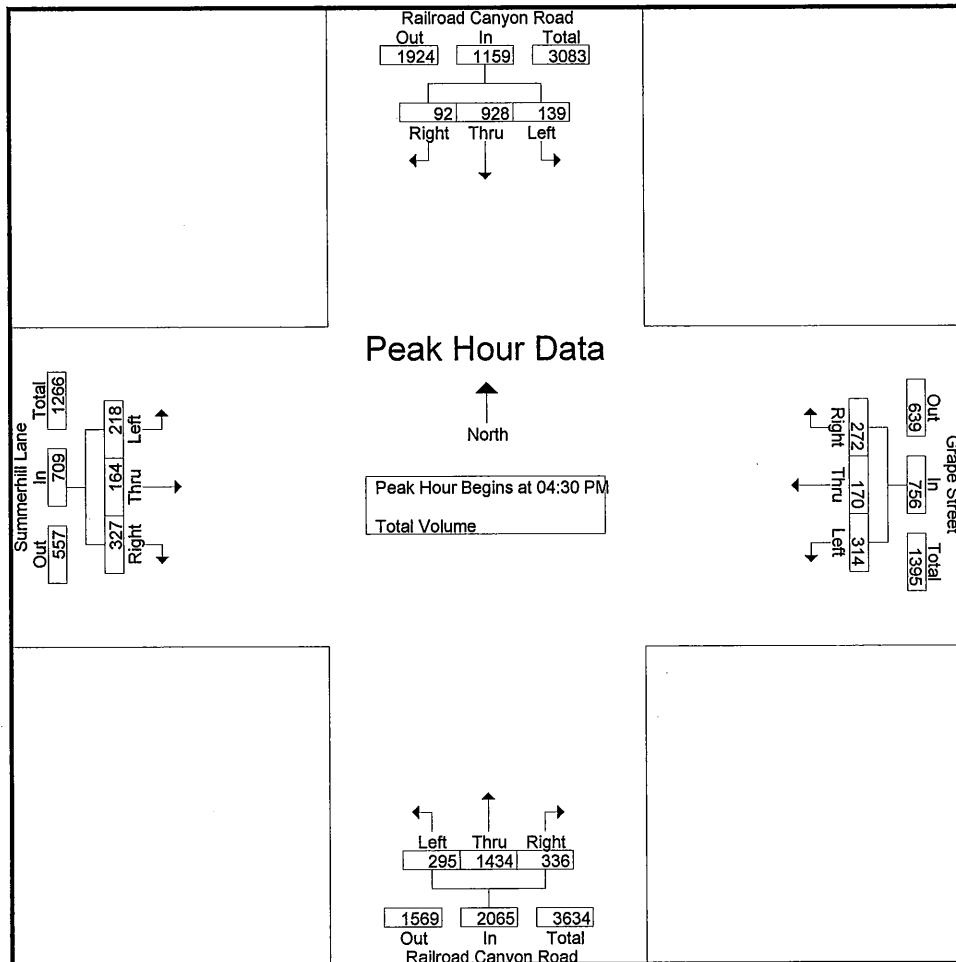 Railroad Canyon Road
Out In Total
1924 1159 3083
92 928 139
Right Thru Left
Peak Hour Data
North
Peak Hour Begins at 04:30 PM
Total Volume
Summerhill Lane
Out In Total
557 709 1266
327 164 218
Right Thru Left
Grape Street
Out In Total
639 756 1395
272 170 314
Right Thru Left
Left Thru Right
295 1434 336
1569 2065 3634
Out In Total
Railroad Canyon Road